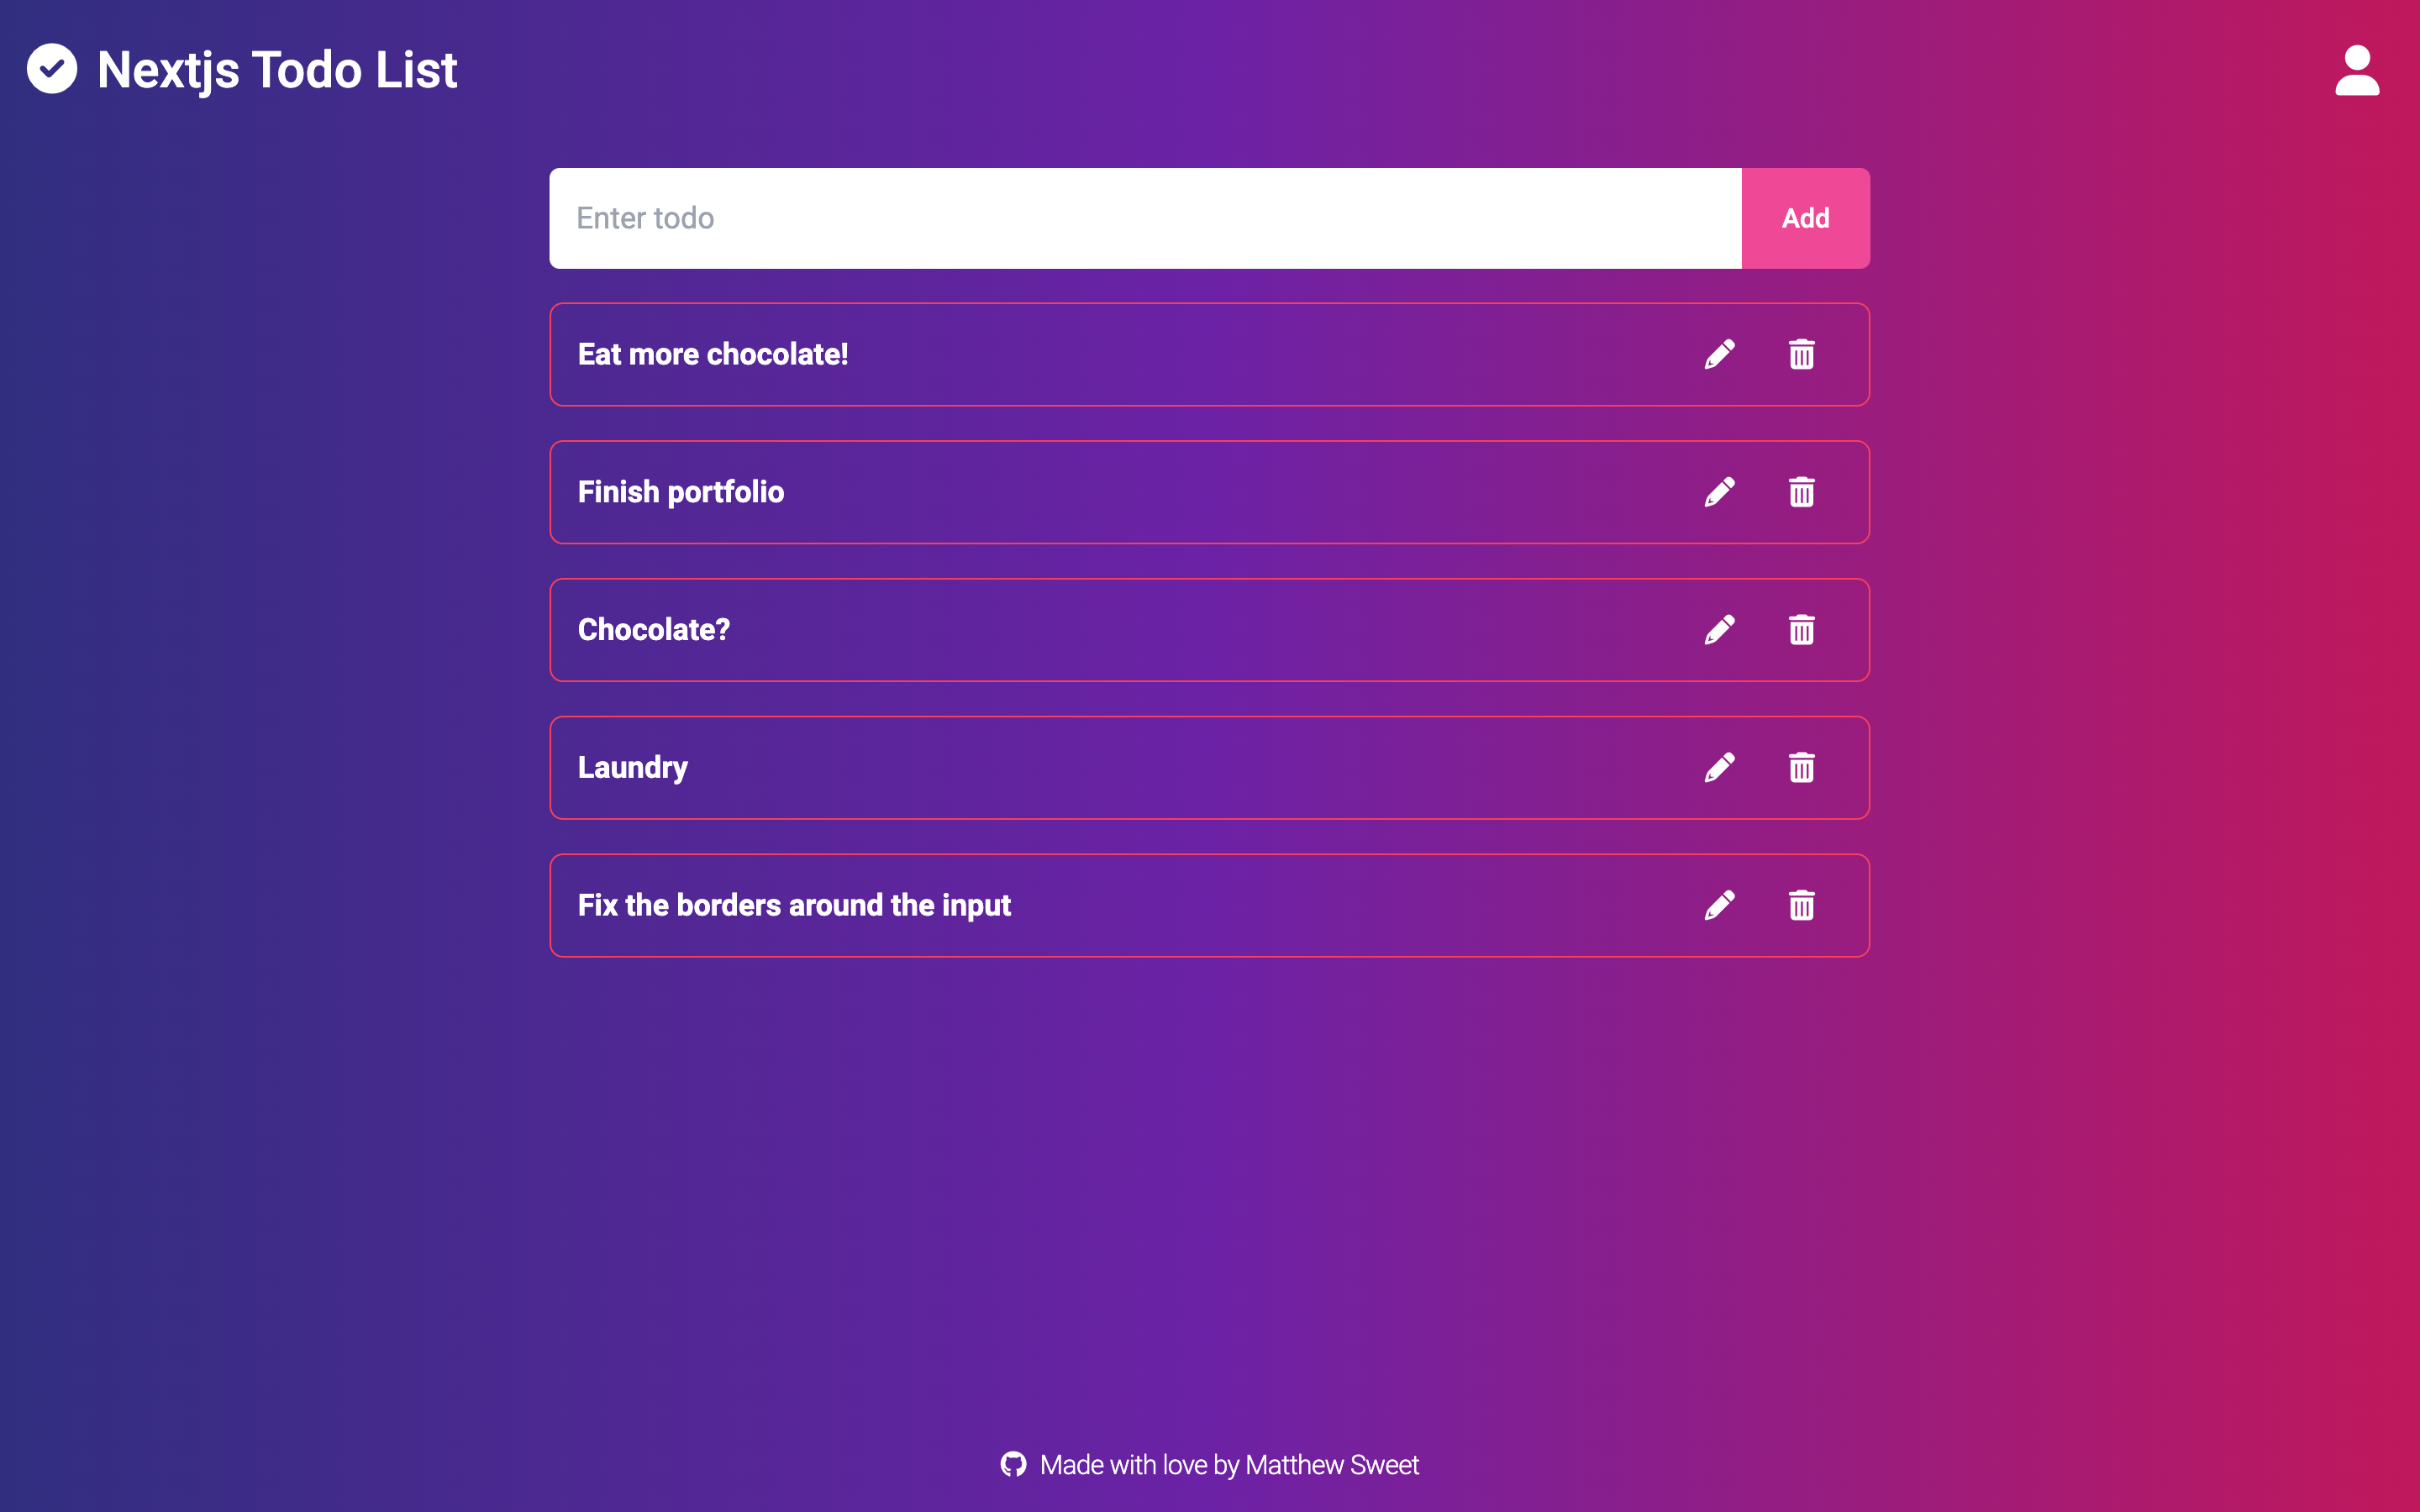 Nextjs Todo List
Enter todo
Add
Eat more chocolate!
Finish portfolio
Chocolate?
Laundry
Fix the borders around the input
Made with love by Matthew Sweet